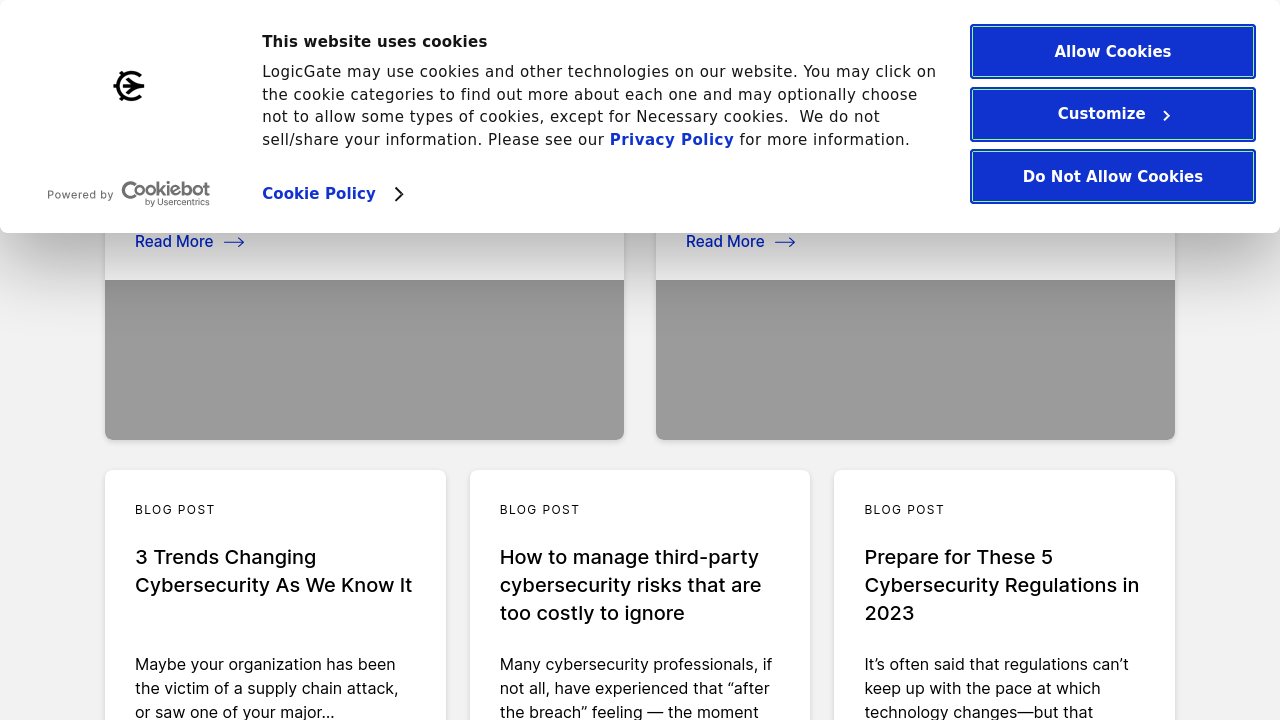 This website uses cookies
LogicGate may use cookies and other technologies on our website. You may click on
the cookie categories to find out more about each one and may optionally choose
not to allow some types of cookies, except for Necessary cookies.  We do not
sell/share your information. Please see our Privacy Policy for more information.
Cookie Policy
Powered by Cookiebot
by Usercentrics
Allow Cookies
Customize
Do Not Allow Cookies
Read More
Read More
BLOG POST
3 Trends Changing
Cybersecurity As We Know It
Maybe your organization has been
the victim of a supply chain attack,
or saw one of your major...
BLOG POST
How to manage third-party
cybersecurity risks that are
too costly to ignore
Many cybersecurity professionals, if
not all, have experienced that “after
the breach” feeling — the moment
BLOG POST
Prepare for These 5
Cybersecurity Regulations in
2023
It’s often said that regulations can’t
keep up with the pace at which
technology changes—but that